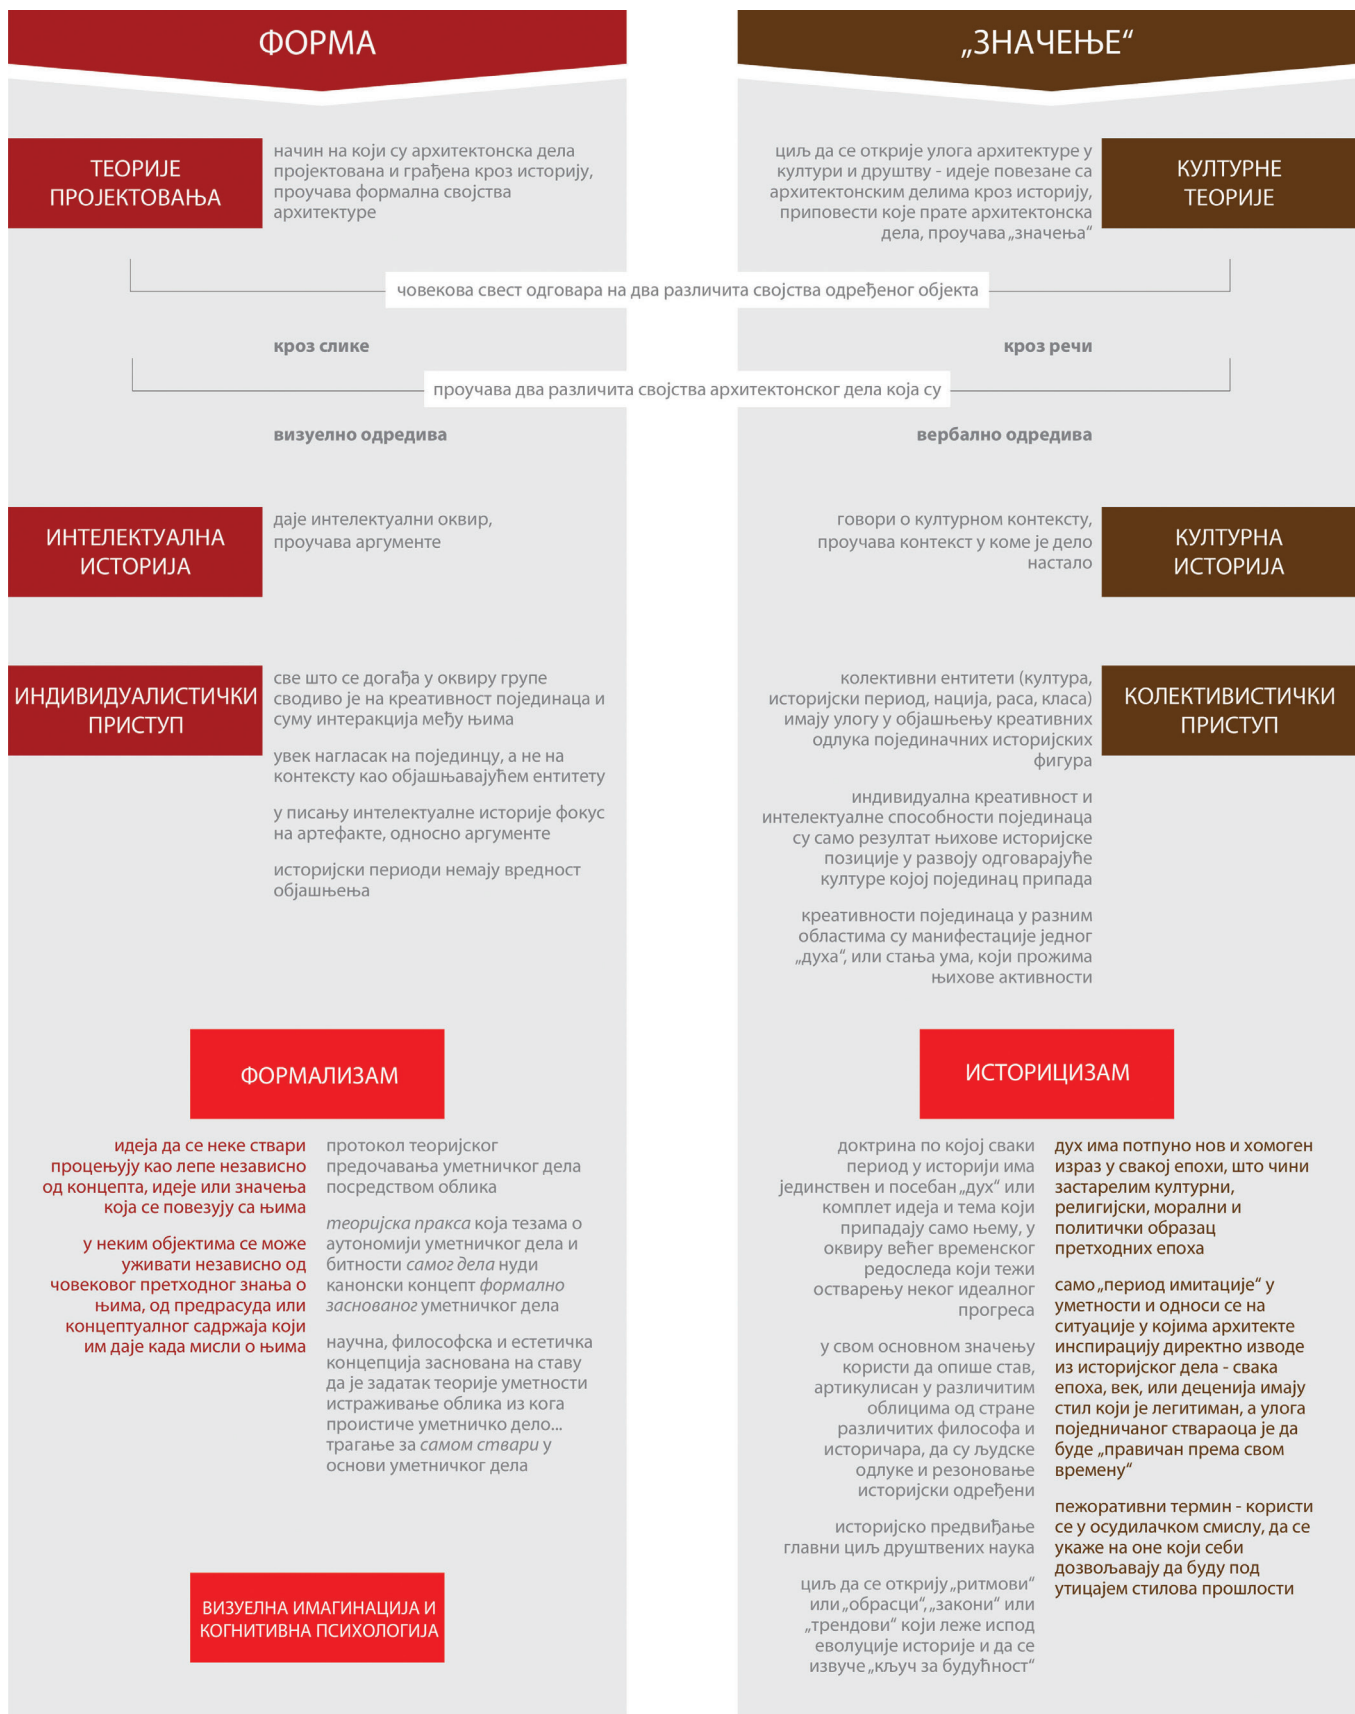 ФОРМА
„ЗНАЧЕЊЕ“
ТЕОРИЈЕ
ПРОЈЕКТОВАЊА
начин на који су архитектонска дела
пројектована и грађена кроз историју,
проучава формална својства
архитектуре
циљ да се открије улога архитектуре у
култури и друштву - идеје повезане са
архитектонским делима кроз историју,
приповести које прате архитектонска
дела, проучава „значења“
КУЛТУРНЕ
ТЕОРИЈЕ
човекова свест одговара на два различита својства одређеног објекта
кроз слике
кроз речи
проучава два различита својства архитектонског дела која су
визуелно одредива
вербално одредива
ИНТЕЛЕКТУАЛНА
ИСТОРИЈА
даје интелектуални оквир,
проучава аргументе
говори о културном контексту,
проучава контекст у коме је дело
настало
КУЛТУРНА
ИСТОРИЈА
ИНДИВИДУАЛИСТИЧКИ
ПРИСТУП
све што се догађа у оквиру групе
сводиво је на креативност појединаца и
суму интеракција међу њима
увек нагласак на појединцу, а не на
контексту као објашњавајућем ентитету
у писању интелектуалне историје фокус
на артефакте, односно аргументе
историјски периоди немају вредност
објашњења
колективни ентитети (култура,
историјски период, нација, раса, класа)
имају улогу у објашњењу креативних
одлука појединачних историјских
фигура
индивидуална креативност и
интелектуалне способности појединаца
су само резултат њихове историјске
позиције у развоју одговарајуће
културе којој појединац припада
креативности појединаца у разним
областима су манифестације једног
„духа“, или стања ума, који прожима
њихове активности
КОЛЕКТИВИСТИЧКИ
ПРИСТУП
ФОРМАЛИЗАМ
идеја да се неке ствари
процењују као лепе независно
од концепта, идеје или значења
која се повезују са њима
у неким објектима се може
уживати независно од
човековог претходног знања о
њима, од предрасуда или
концептуалног садржаја који
им даје када мисли о њима
протокол теоријског
предочавања уметничког дела
посредством облика
теоријска пракса која тезама о
аутономији уметничког дела и
битности самог дела нуди
канонски концепт формално
заснованог уметничког дела
научна, филозофска и естетичка
концепција заснована на ставу
да је задатак теорије уметности
истраживање облика из кога
проистиче уметничко дело...
трагање за самом ствари у
основи уметничког дела
ВИЗУЕЛНА ИМАГИНАЦИЈА И
КОГНИТИВНА ПСИХОЛОГИЈА
ИСТОРИЦИЗАМ
доктрина по којој сваки
период у историји има
јединствен и посебан „дух“ или
комплет идеја и тема који
припадају само њему, у
оквиру већег временског
редоследа који тежи
остварењу неког идеалног
прогреса
у свом основном значењу
користи да опише став,
артикулисан у различитим
облицима од стране
различитих философа и
историчара, да су људске
одлуке и резоновање
историјски одређени
историјско предвиђање
главни циљ друштвених наука
циљ да се открију „ритмови“
или „обрасци“, „закони“ или
„трендови“ који леже испод
еволуције историје и да се
извуче „кључ за будућност“
дух има потпуно нов и хомоген
израз у свакој епохи, што чини
застарелим културни,
религијски, морални и
политички образац
претходних епоха
само „период имитације“ у
уметности и односи се на
ситуације у којима архитекте
инспирацију директно изводе
из историјског дела - свака
епоха, век, или деценија имају
стил који је легитиман, а улога
поједничаног ствараоца је да
буде „правичан према свом
времену“
пежоративни термин - користи
се у осудилачком смислу, да се
укаже на оне који себи
дозвољавају да буду под
утицајем стилова прошлости